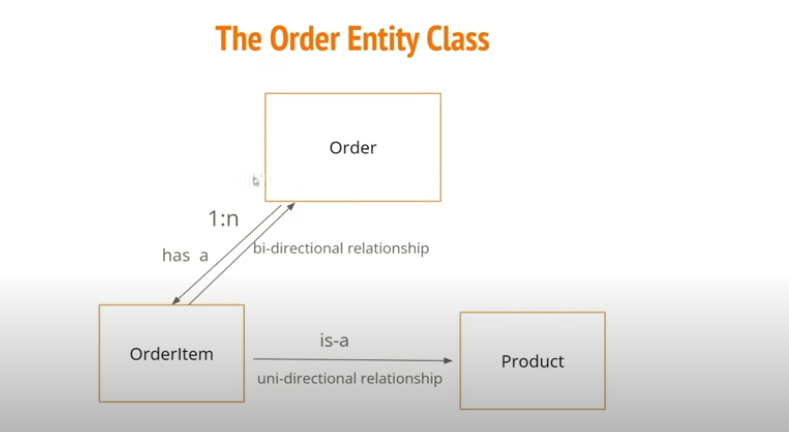 The Order Entity Class
Order
1:n
has a
bi-directional relationship
OrderItem
is-a
uni-directional relationship
Product